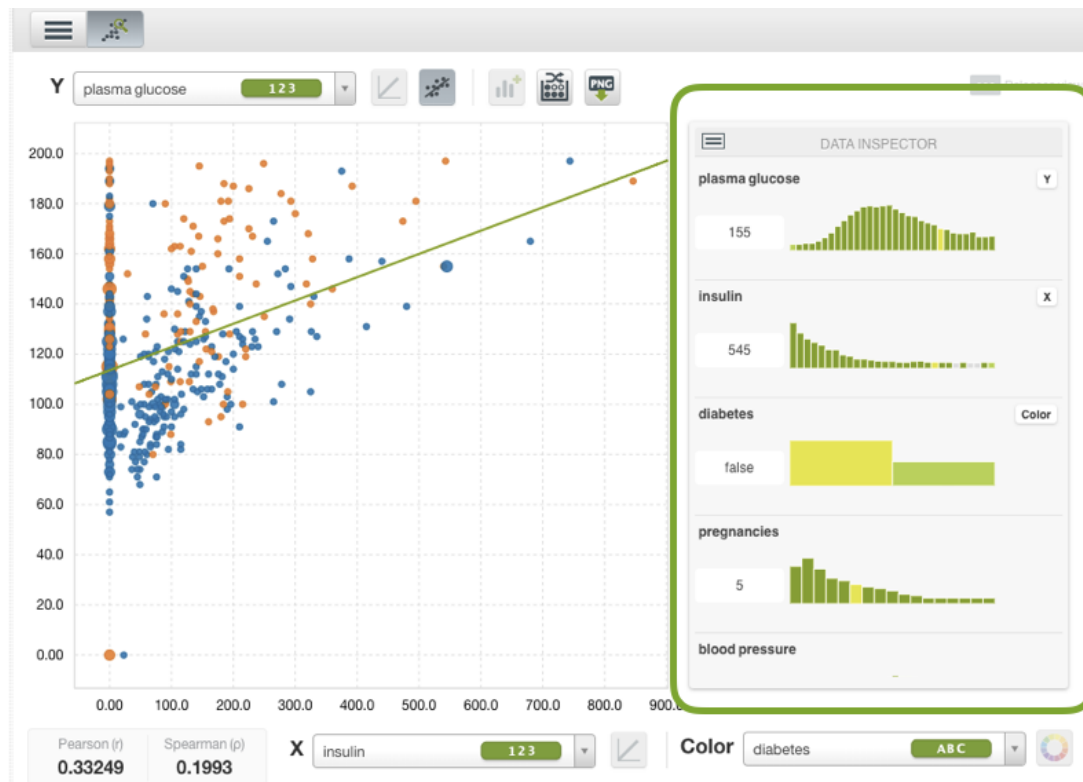 PNG
Y plasma glucose 123
200.0
180.0
160.0
140.0
120.0
100.0
80.0
60.0
40.0
20.0
0.00
0.00 100.0 200.0 300.0 400.0 500.0 600.0 700.0 800.0 900.0
DATA INSPECTOR
plasma glucose Y
155
insulin X
545
diabetes Color
false
pregnancies
5
blood pressure
Pearson (r) Spearman (ρ)
0.33249 0.1993
X insulin 123
Color diabetes ABC